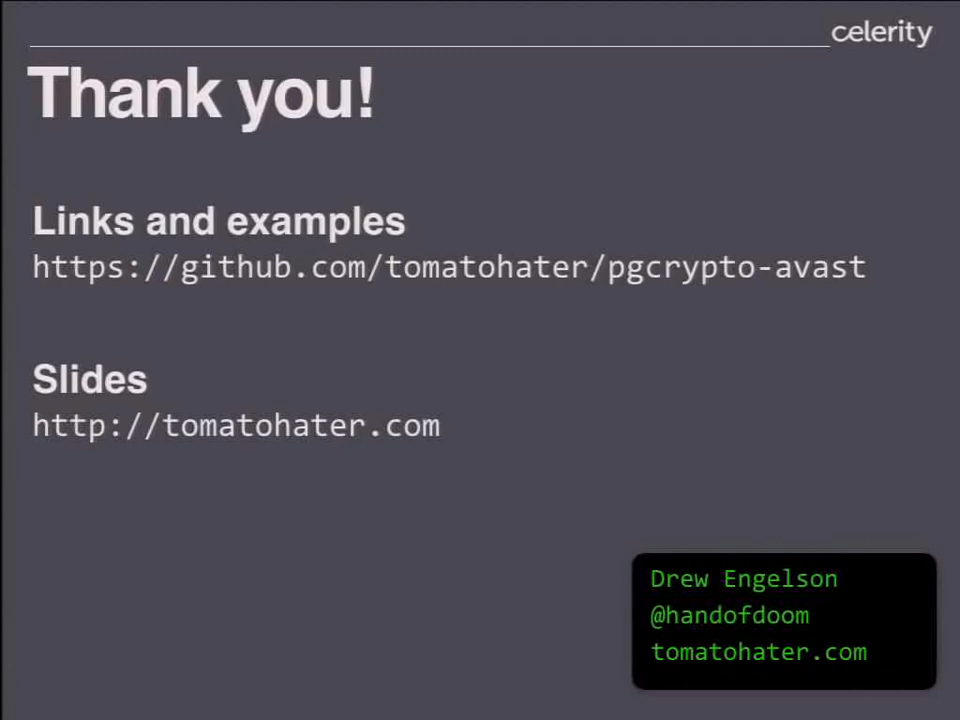 celerity
Thank you!
Links and examples
https://github.com/tomatohater/pgcrypto-avast
Slides
http://tomatohater.com
Drew Engelson
@handofdoom
tomatohater.com